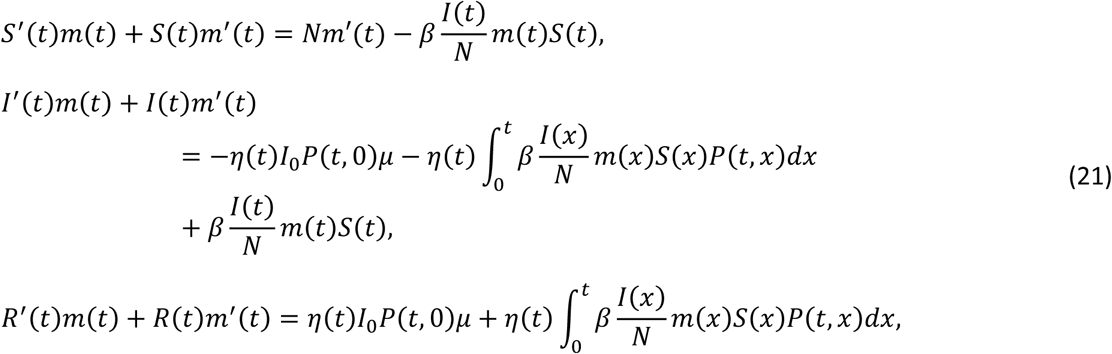 S′(t)m(t) + S(t)m′(t) = Nm′(t) − β I(t)/N m(t)S(t),
I′(t)m(t) + I(t)m′(t)
= −η(t)I₀P(t, 0)μ − η(t) ∫₀ᵗ β I(x)/N m(x)S(x)P(t, x)dx
+ β I(t)/N m(t)S(t),
(21)
R′(t)m(t) + R(t)m′(t) = η(t)I₀P(t, 0)μ + η(t) ∫₀ᵗ β I(x)/N m(x)S(x)P(t, x)dx,